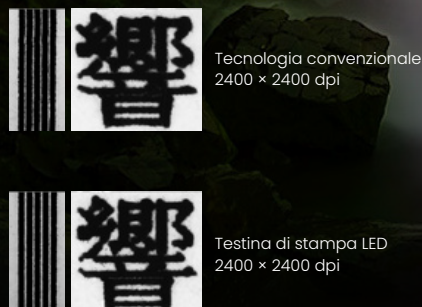 響
Tecnologia convenzionale
2400 × 2400 dpi
響
Testina di stampa LED
2400 × 2400 dpi